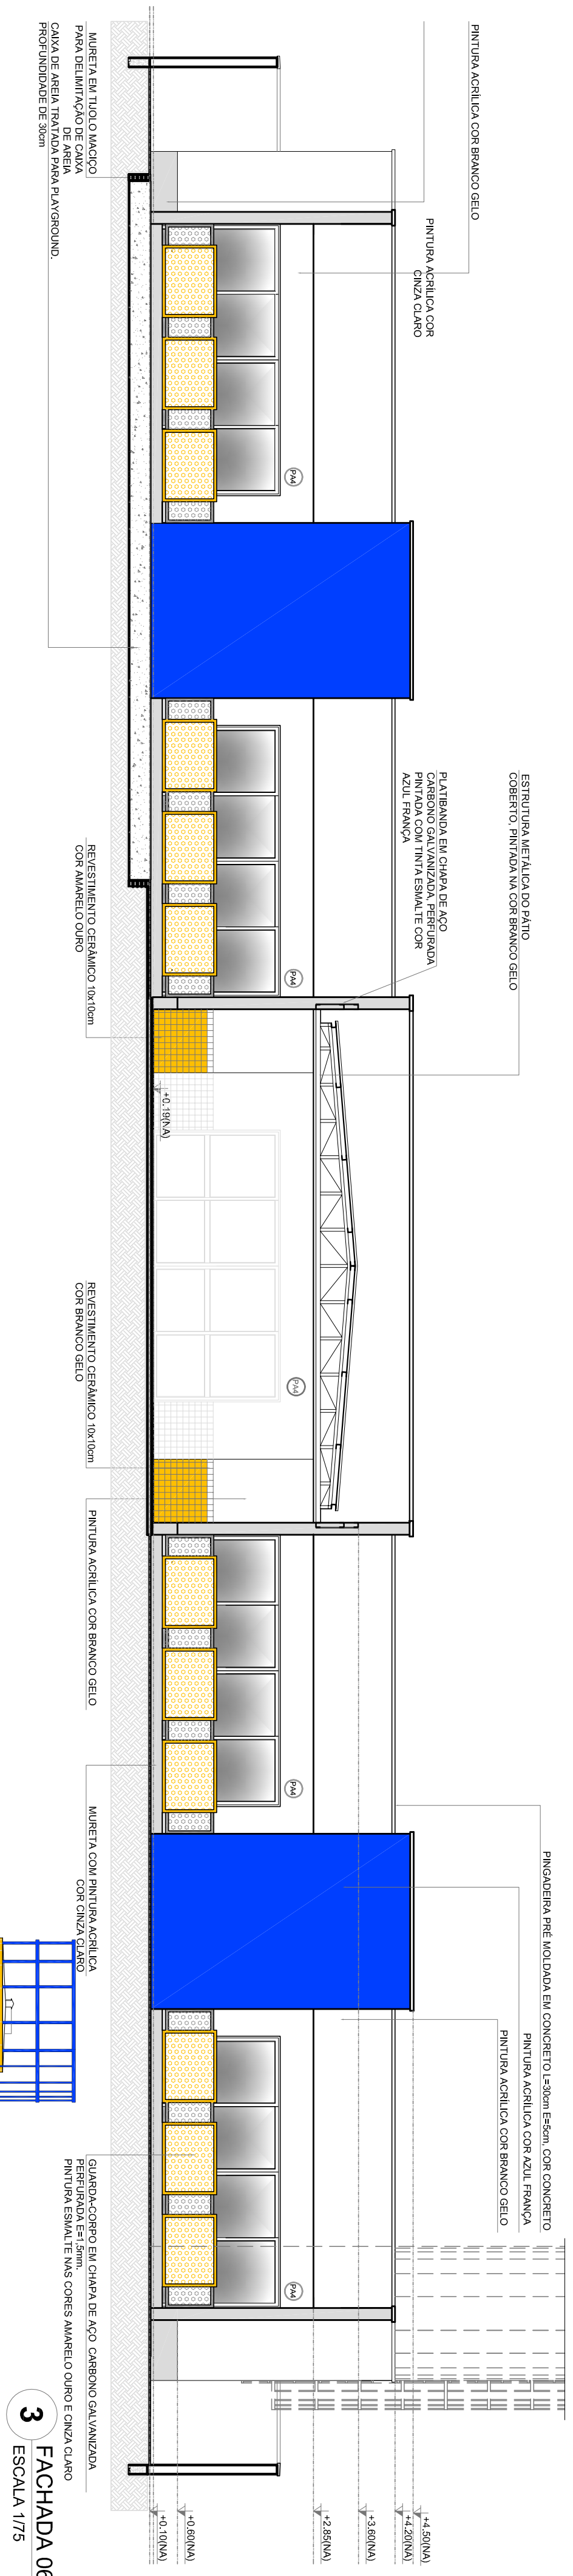 PINTURA ACRÍLICA COR BRANCO GELO
PINTURA ACRÍLICA COR
CINZA CLARO
MURETA EM TIJOLO MACIÇO
PARA DELIMITAÇÃO DE CAIXA
DE AREIA
CAIXA DE AREIA TRATADA PARA PLAYGROUND.
PROFUNDIDADE DE 30cm
PA4
ESTRUTURA METÁLICA DO PÁTIO
COBERTO, PINTADA NA COR BRANCO GELO
PLATIBANDA EM CHAPA DE AÇO
CARBONO GALVANIZADA, PERFURADA
PINTADA COM TINTA ESMALTE COR
AZUL FRANÇA
PA4
REVESTIMENTO CERÂMICO 10x10cm
COR AMARELO OURO
+0.19(NA)
PA4
REVESTIMENTO CERÂMICO 10x10cm
COR BRANCO GELO
PINTURA ACRÍLICA COR BRANCO GELO
PA4
MURETA COM PINTURA ACRÍLICA
COR CINZA CLARO
PINGADEIRA PRÉ MOLDADA EM CONCRETO L=30cm E=5cm, COR CONCRETO
PINTURA ACRÍLICA COR AZUL FRANÇA
PINTURA ACRÍLICA COR BRANCO GELO
PA4
GUARDA-CORPO EM CHAPA DE AÇO CARBONO GALVANIZADA
PERFURADA E=1,5mm.
PINTURA ESMALTE NAS CORES AMARELO OURO E CINZA CLARO
+4.50(NA)
+4.20(NA)
+3.60(NA)
+2.85(NA)
+0.60(NA)
+0.10(NA)
3
FACHADA 06
ESCALA 1/75